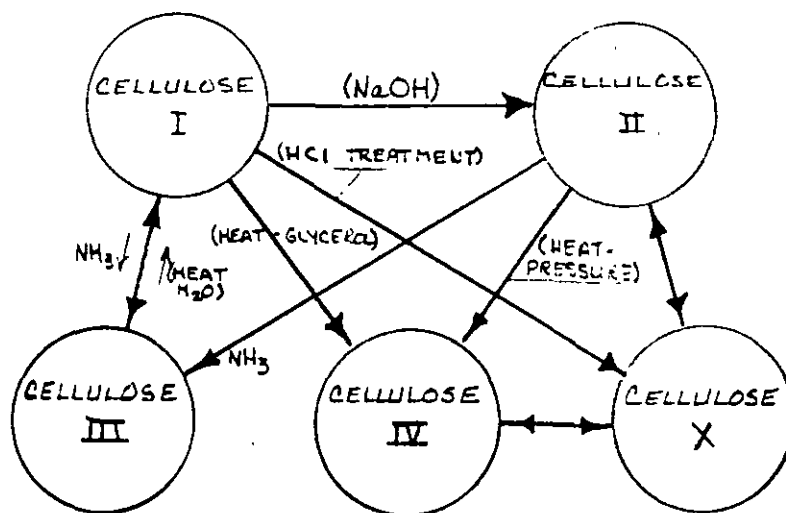 CELLULOSE
I
(NaOH)
CELLULOSE
II
(HCl TREATMENT)
NH3
(HEAT
H2O)
(HEAT-GLYCEROL)
(HEAT-
PRESSURE)
NH3
CELLULOSE
III
CELLULOSE
IV
CELLULOSE
X